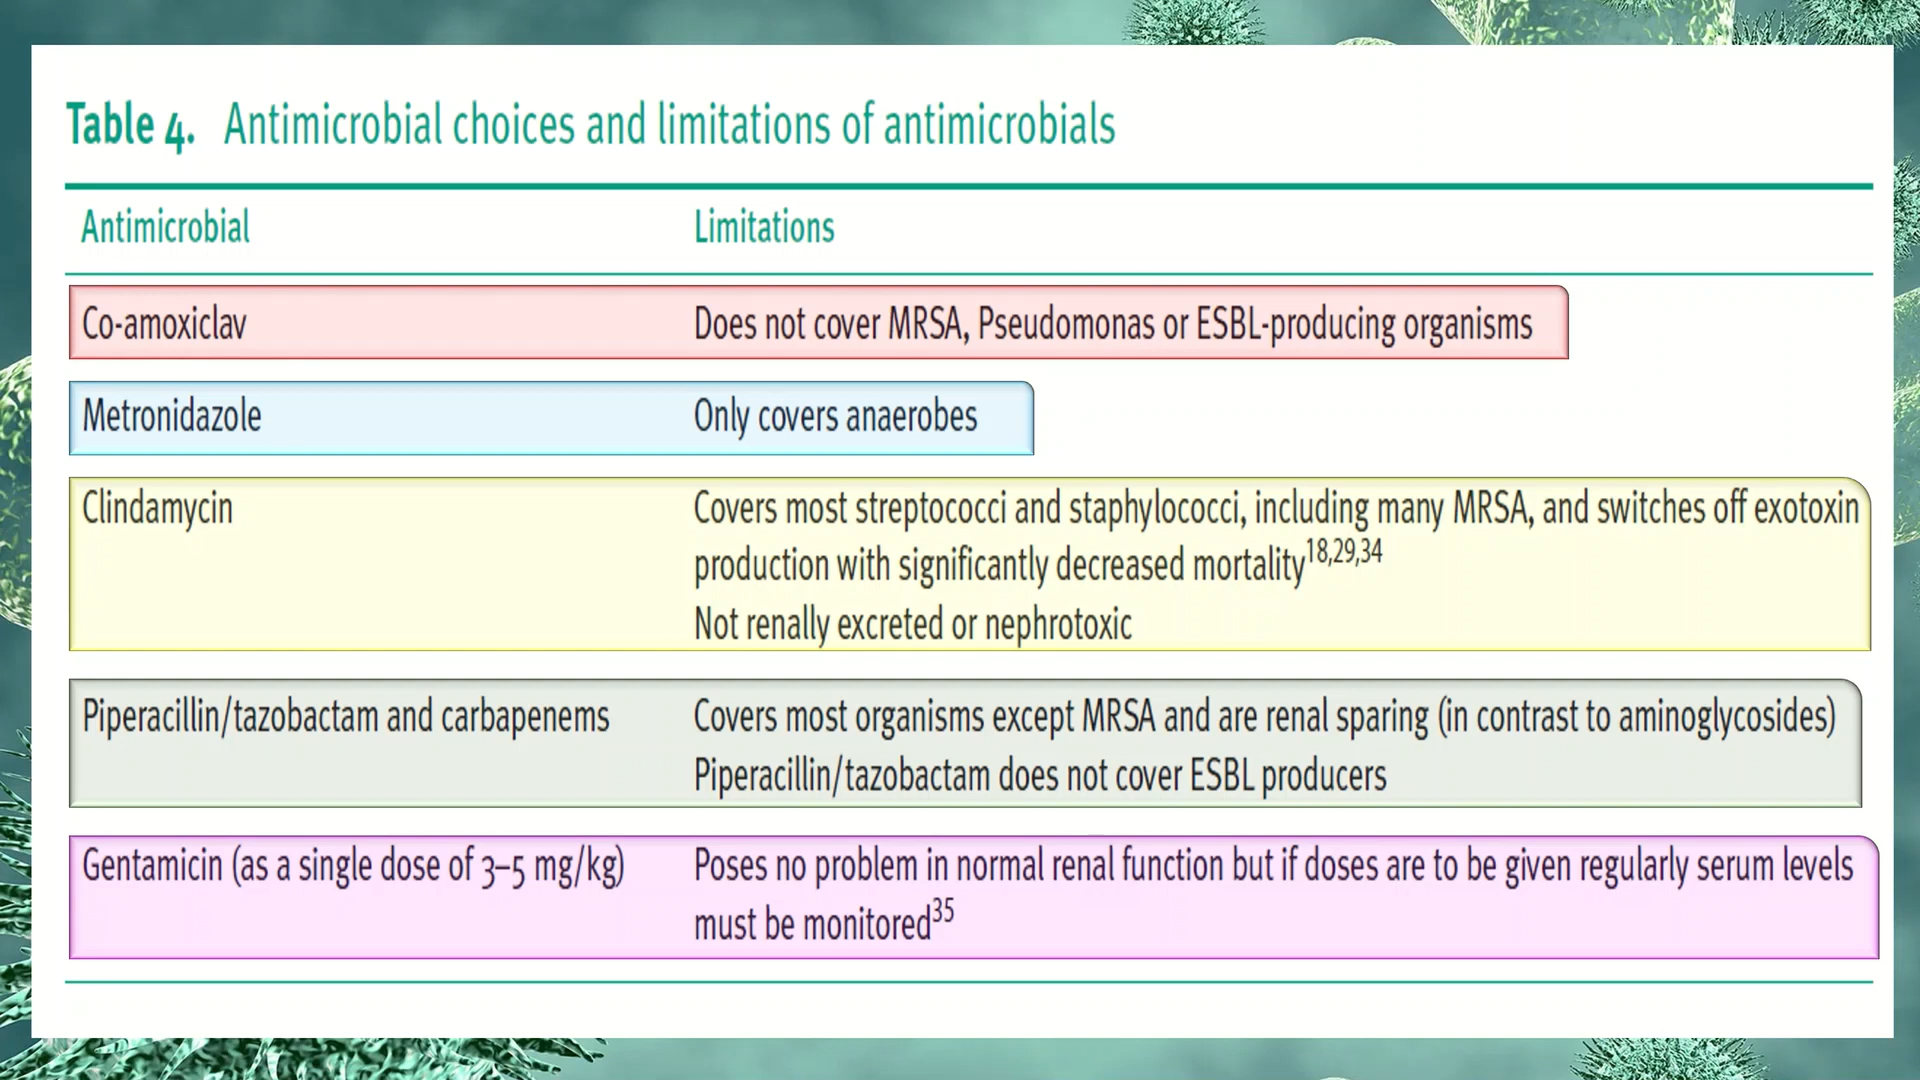 Table 4. Antimicrobial choices and limitations of antimicrobials
Antimicrobial Limitations
Co-amoxiclav Does not cover MRSA, Pseudomonas or ESBL-producing organisms
Metronidazole Only covers anaerobes
Clindamycin Covers most streptococci and staphylococci, including many MRSA, and switches off exotoxin
production with significantly decreased mortality18,29,34
Not renally excreted or nephrotoxic
Piperacillin/tazobactam and carbapenems Covers most organisms except MRSA and are renal sparing (in contrast to aminoglycosides)
Piperacillin/tazobactam does not cover ESBL producers
Gentamicin (as a single dose of 3–5 mg/kg) Poses no problem in normal renal function but if doses are to be given regularly serum levels
must be monitored35